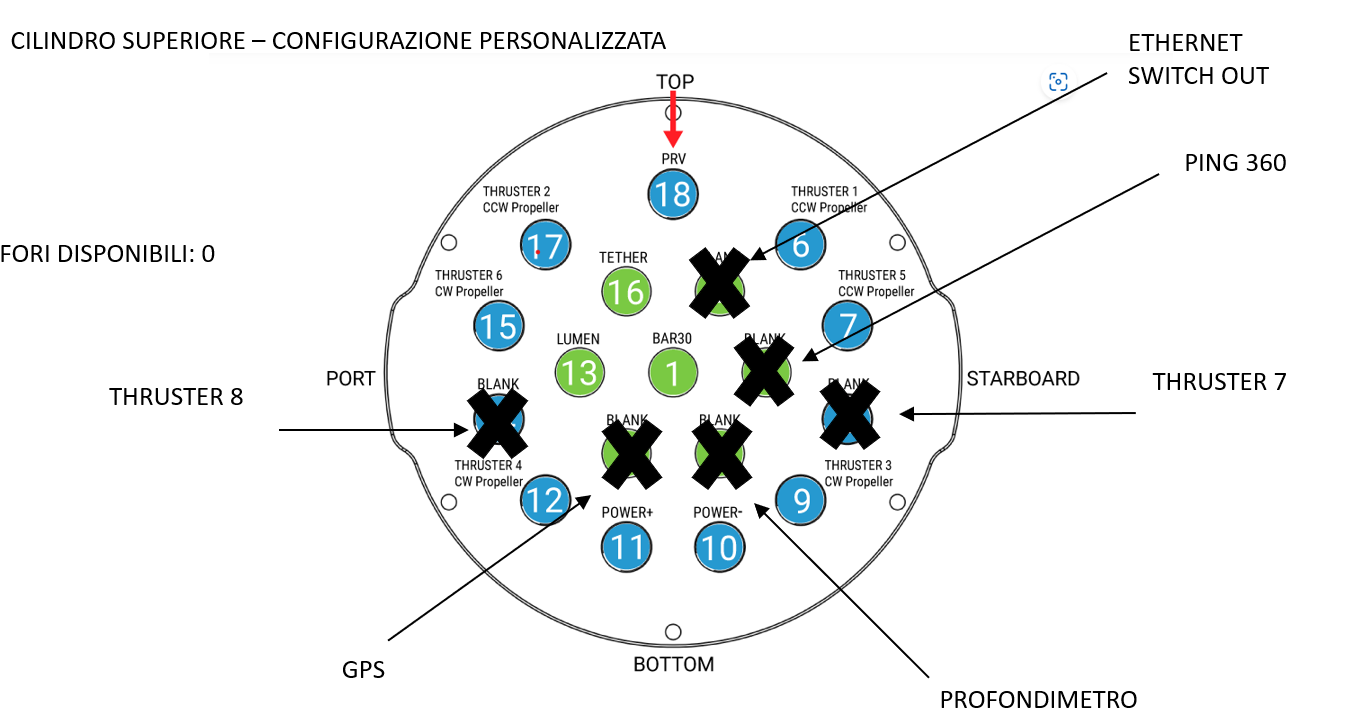 CILINDRO SUPERIORE – CONFIGURAZIONE PERSONALIZZATA
ETHERNET
SWITCH OUT
TOP
PING 360
PRV
18
THRUSTER 2
CCW Propeller
17
THRUSTER 1
CCW Propeller
6
FORI DISPONIBILI: 0
TETHER
16
THRUSTER 6
CW Propeller
15
THRUSTER 5
CCW Propeller
7
LUMEN
13
BAR30
1
BLANK
PORT
STARBOARD
THRUSTER 8
BLANK
BLANK
THRUSTER 7
BLANK
BLANK
THRUSTER 4
CW Propeller
12
THRUSTER 3
CW Propeller
9
POWER+
11
POWER-
10
GPS
BOTTOM
PROFONDIMETRO